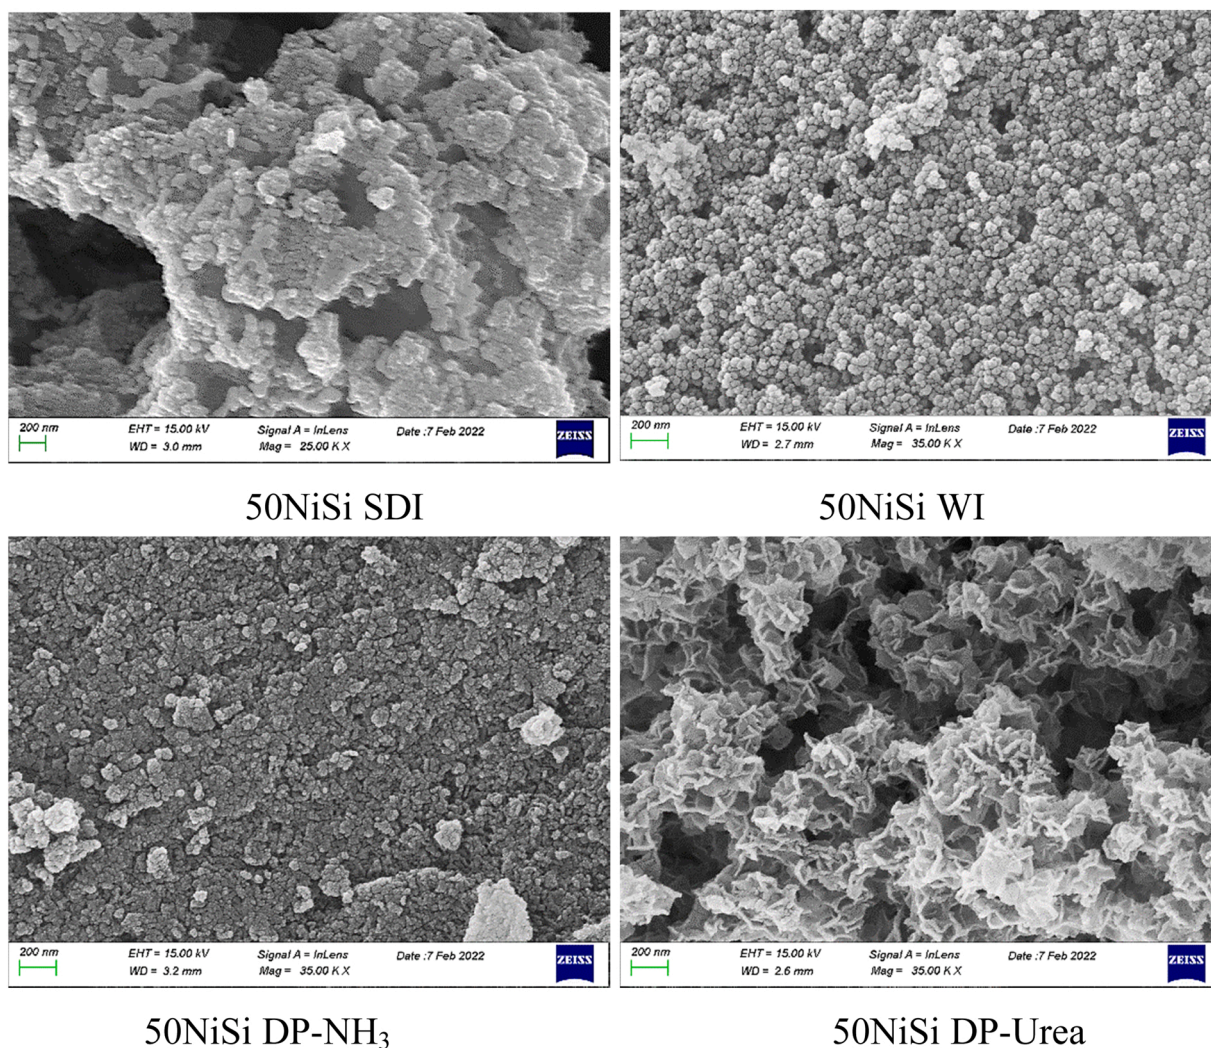 200 nm EHT = 15.00 kV Signal A = InLens Date :7 Feb 2022 ZEISS
WD = 3.0 mm Mag = 25.00 K X
200 nm EHT = 15.00 kV Signal A = InLens Date :7 Feb 2022 ZEISS
WD = 2.7 mm Mag = 35.00 K X
50NiSi SDI
50NiSi WI
200 nm EHT = 15.00 kV Signal A = InLens Date :7 Feb 2022 ZEISS
WD = 3.2 mm Mag = 35.00 K X
200 nm EHT = 15.00 kV Signal A = InLens Date :7 Feb 2022 ZEISS
WD = 2.6 mm Mag = 35.00 K X
50NiSi DP-NH₃
50NiSi DP-Urea